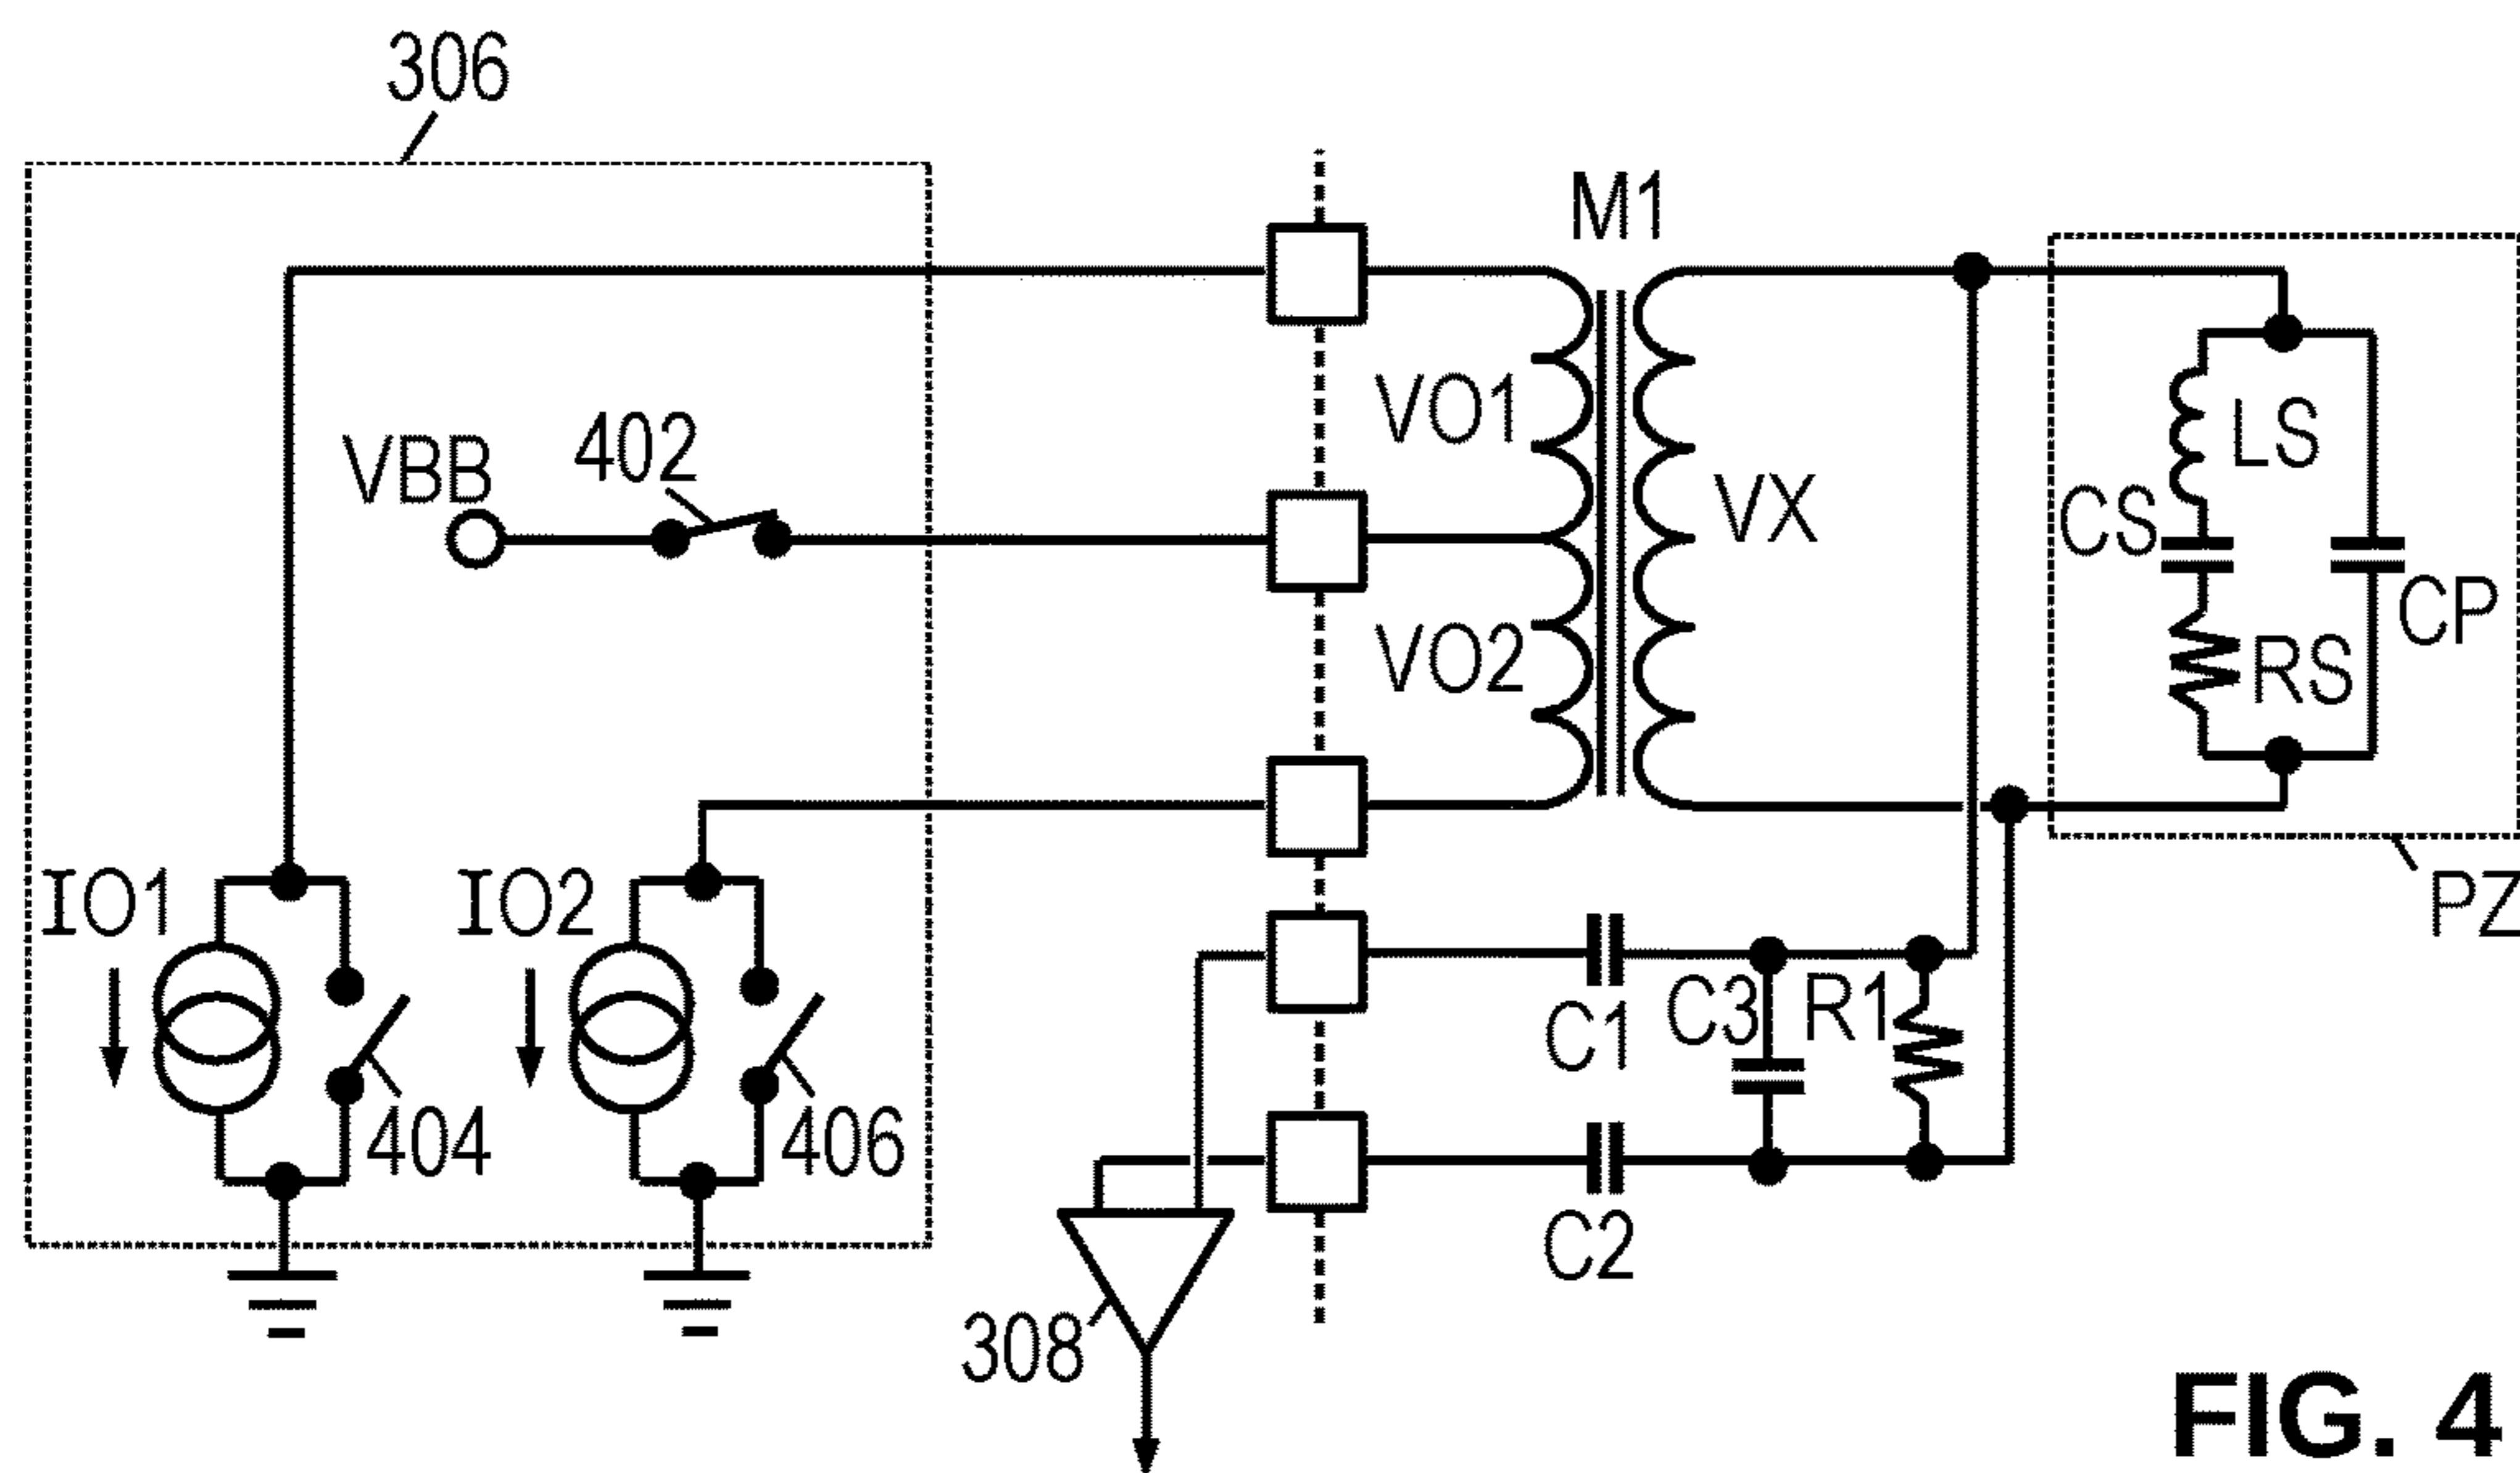 306
M1
VO1
LS
402
VBB
VX
CS
CP
VO2
RS
IO1
IO2
PZ
C3
R1
C1
404
406
C2
308
FIG. 4